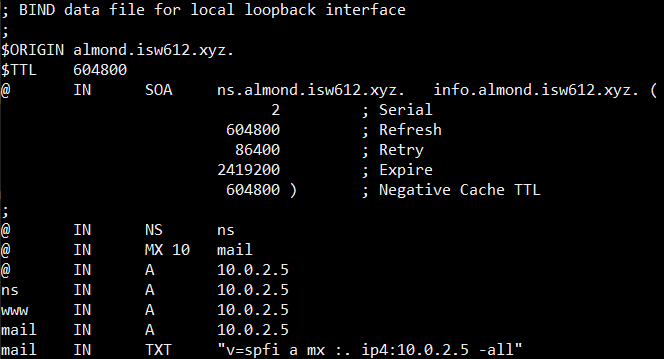 ; BIND data file for local loopback interface
;
$ORIGIN almond.isw612.xyz.
$TTL    604800
@       IN      SOA     ns.almond.isw612.xyz.   info.almond.isw612.xyz. (
                              2         ; Serial
                         604800         ; Refresh
                          86400         ; Retry
                        2419200         ; Expire
                         604800 )       ; Negative Cache TTL
;
@       IN      NS      ns
@       IN      MX 10   mail
@       IN      A       10.0.2.5
ns      IN      A       10.0.2.5
www     IN      A       10.0.2.5
mail    IN      A       10.0.2.5
mail    IN      TXT     "v=spfi a mx :. ip4:10.0.2.5 -all"